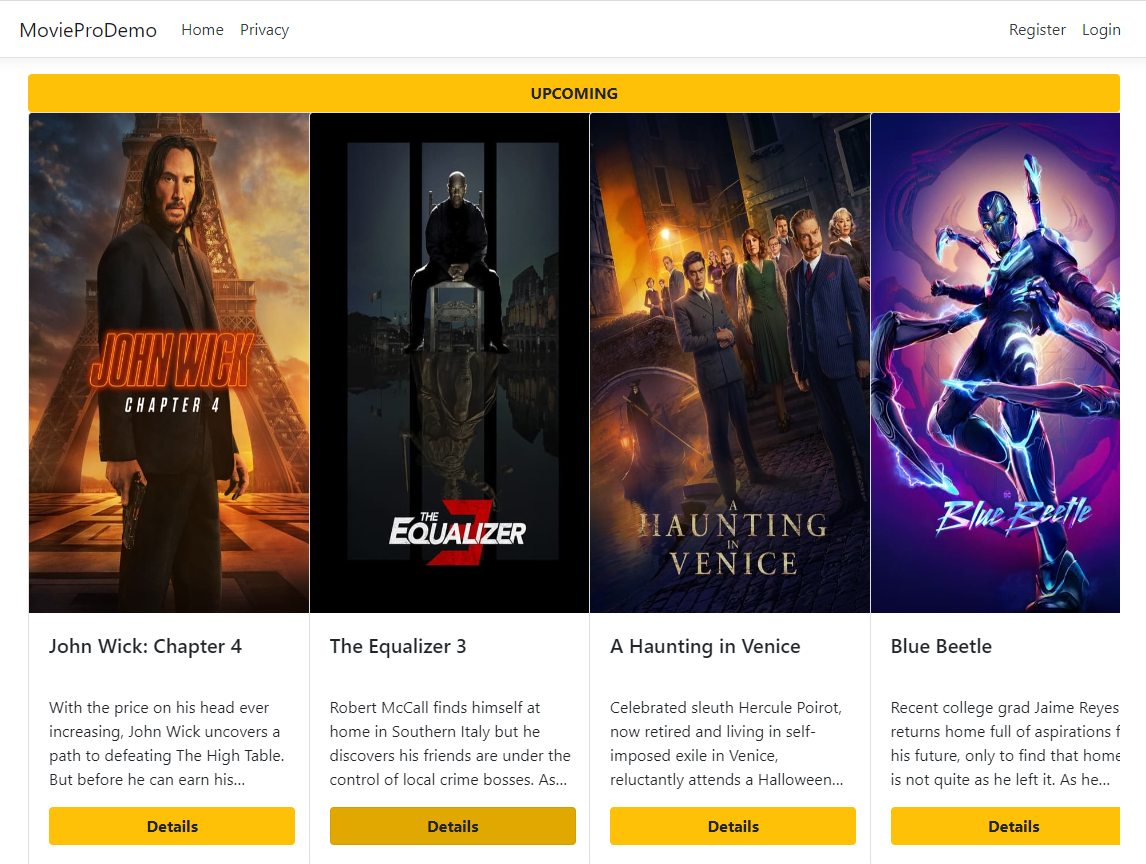 MovieProDemo Home Privacy Register Login
UPCOMING
JOHN WICK
CHAPTER 4
THE
EQUALIZER
3
A
HAUNTING
IN
VENICE
DC
Blue Beetle
John Wick: Chapter 4
With the price on his head ever
increasing, John Wick uncovers a
path to defeating The High Table.
But before he can earn his...
Details
The Equalizer 3
Robert McCall finds himself at
home in Southern Italy but he
discovers his friends are under the
control of local crime bosses. As...
Details
A Haunting in Venice
Celebrated sleuth Hercule Poirot,
now retired and living in self-
imposed exile in Venice,
reluctantly attends a Halloween...
Details
Blue Beetle
Recent college grad Jaime Reyes
returns home full of aspirations f
his future, only to find that home
is not quite as he left it. As he...
Details